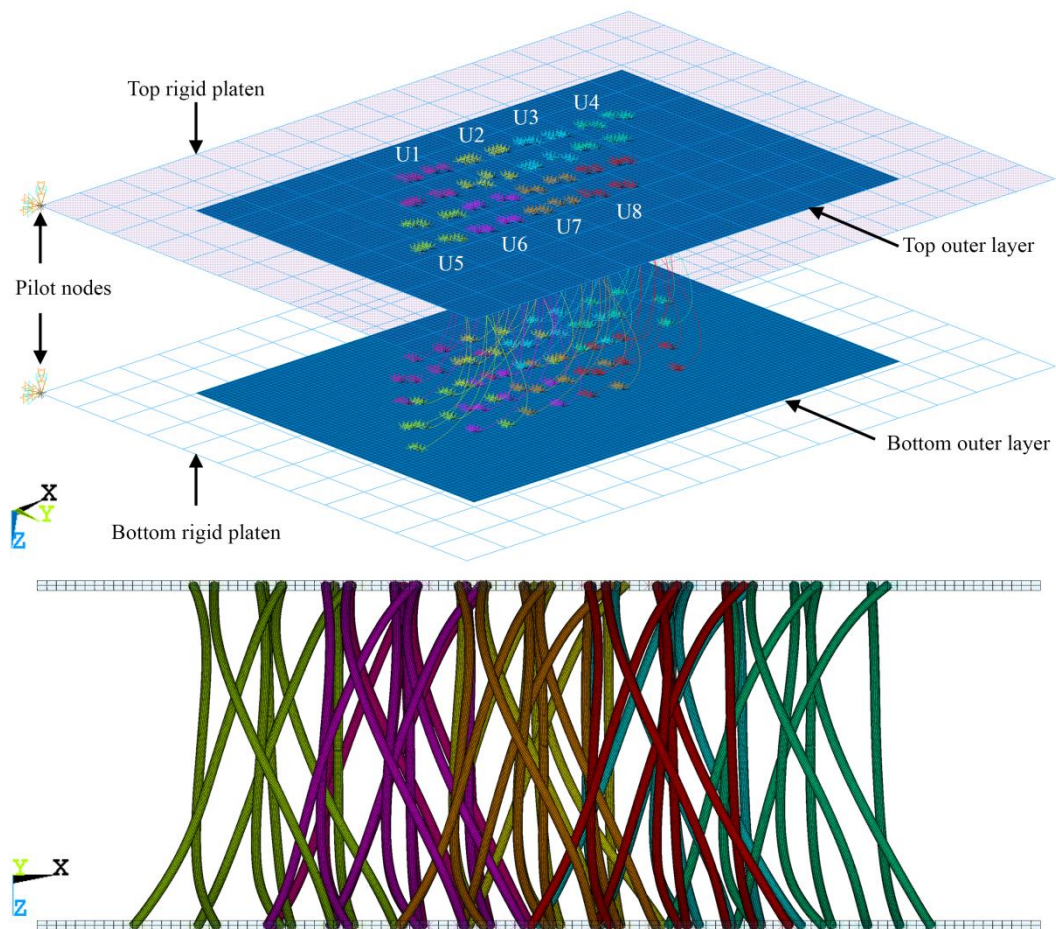 Top rigid platen
U4
U3
U2
U1
U8
U7
U6
U5
Top outer layer
Pilot nodes
Bottom outer layer
Bottom rigid platen
X
Y
Z
Y
X
Z